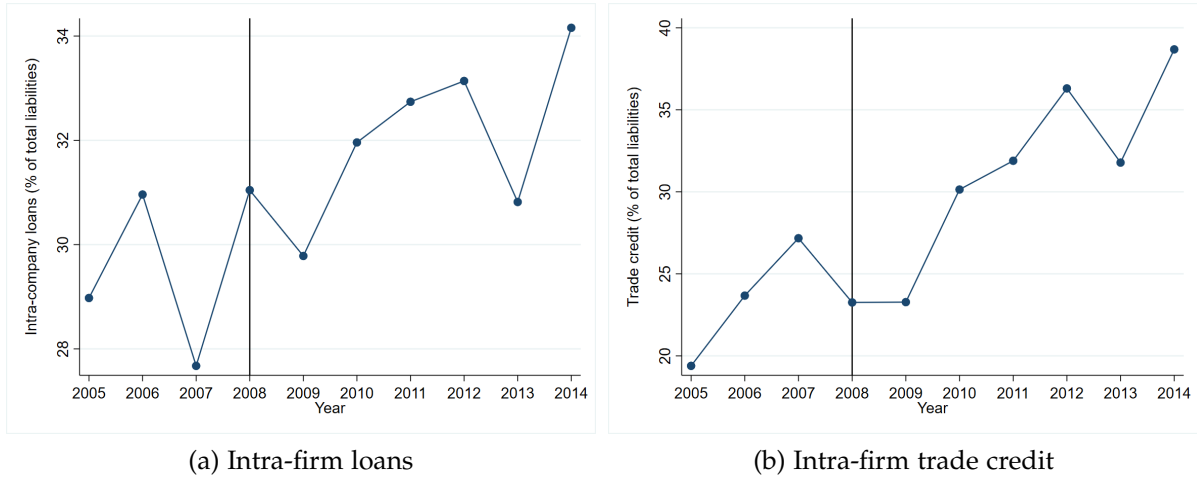 Intra-company loans (% of total liabilities)
34
32
30
28
2005 2006 2007 2008 2009 2010 2011 2012 2013 2014
Year
(a) Intra-firm loans
Trade credit (% of total liabilities)
40
35
30
25
20
2005 2006 2007 2008 2009 2010 2011 2012 2013 2014
Year
(b) Intra-firm trade credit